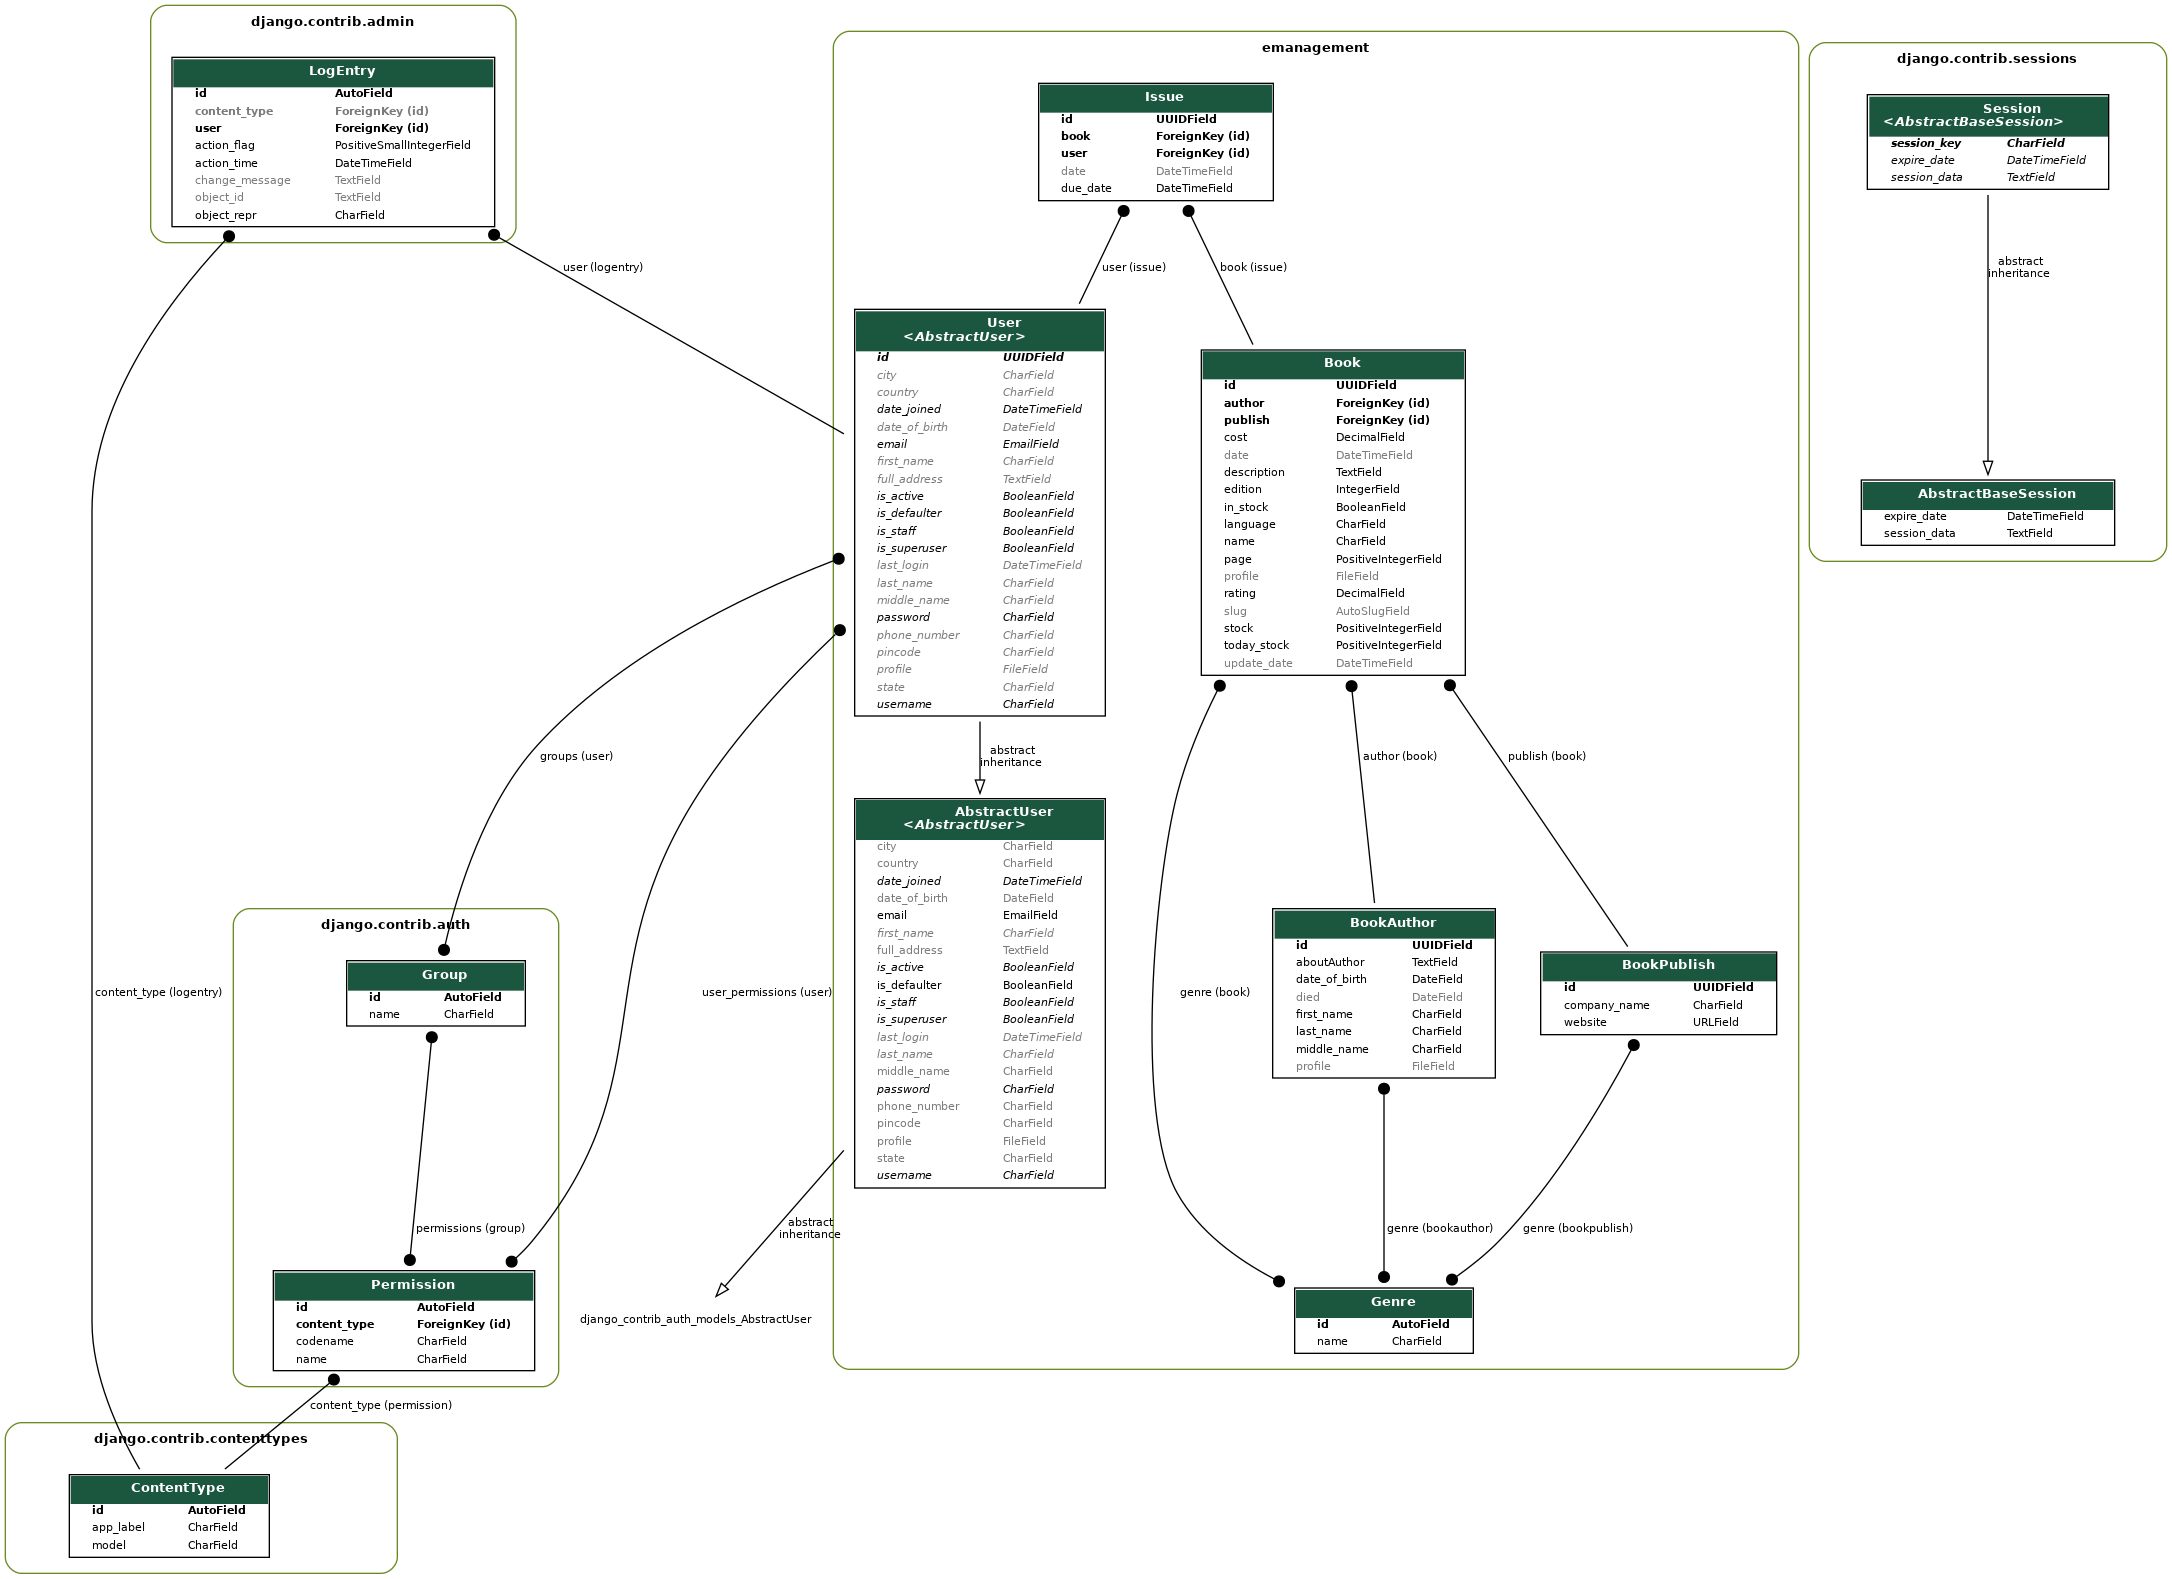 django.contrib.admin
LogEntry
id AutoField
content_type ForeignKey (id)
user ForeignKey (id)
action_flag PositiveSmallIntegerField
action_time DateTimeField
change_message TextField
object_id TextField
object_repr CharField
emanagement
Issue
id UUIDField
book ForeignKey (id)
user ForeignKey (id)
date DateTimeField
due_date DateTimeField
django.contrib.sessions
Session
<AbstractBaseSession>
session_key CharField
expire_date DateTimeField
session_data TextField
user (logentry)
user (issue)
book (issue)
abstract
inheritance
User
<AbstractUser>
id UUIDField
city CharField
country CharField
date_joined DateTimeField
date_of_birth DateField
email EmailField
first_name CharField
full_address TextField
is_active BooleanField
is_defaulter BooleanField
is_staff BooleanField
is_superuser BooleanField
last_login DateTimeField
last_name CharField
middle_name CharField
password CharField
phone_number CharField
pincode CharField
profile FileField
state CharField
username CharField
Book
id UUIDField
author ForeignKey (id)
publish ForeignKey (id)
cost DecimalField
date DateTimeField
description TextField
edition IntegerField
in_stock BooleanField
language CharField
name CharField
page PositiveIntegerField
profile FileField
rating DecimalField
slug AutoSlugField
stock PositiveIntegerField
today_stock PositiveIntegerField
update_date DateTimeField
AbstractBaseSession
expire_date DateTimeField
session_data TextField
groups (user)
abstract
inheritance
author (book)
publish (book)
AbstractUser
<AbstractUser>
city CharField
country CharField
date_joined DateTimeField
date_of_birth DateField
email EmailField
first_name CharField
full_address TextField
is_active BooleanField
is_defaulter BooleanField
is_staff BooleanField
is_superuser BooleanField
last_login DateTimeField
last_name CharField
middle_name CharField
password CharField
phone_number CharField
pincode CharField
profile FileField
state CharField
username CharField
django.contrib.auth
Group
id AutoField
name CharField
content_type (logentry)
user_permissions (user)
genre (book)
BookAuthor
id UUIDField
aboutAuthor TextField
date_of_birth DateField
died DateField
first_name CharField
last_name CharField
middle_name CharField
profile FileField
BookPublish
id UUIDField
company_name CharField
website URLField
permissions (group)
abstract
inheritance
genre (bookauthor)
genre (bookpublish)
Permission
id AutoField
content_type ForeignKey (id)
codename CharField
name CharField
django_contrib_auth_models_AbstractUser
Genre
id AutoField
name CharField
content_type (permission)
django.contrib.contenttypes
ContentType
id AutoField
app_label CharField
model CharField